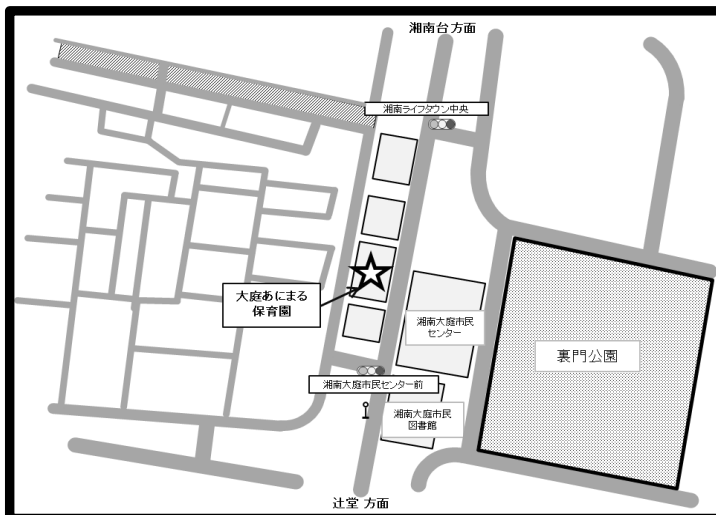 湘南台方面
湘南ライフタウン中央
大庭あにまる
保育園
湘南大庭市民
センター
裏門公園
湘南大庭市民センター前
湘南大庭市民
図書館
辻堂 方面